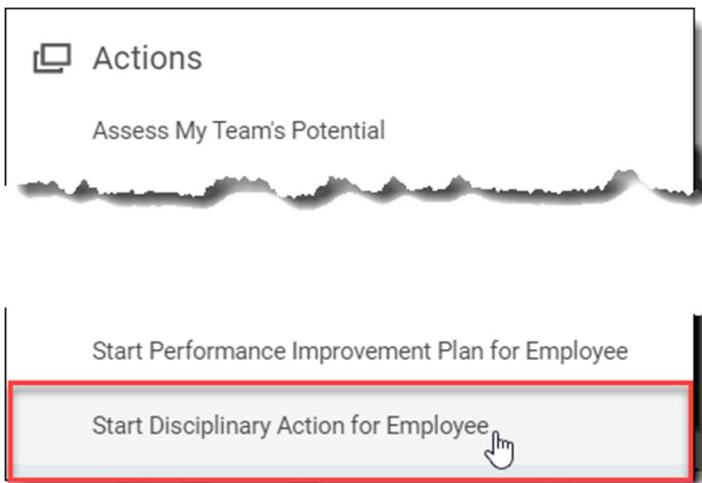 Actions
Assess My Team's Potential
Start Performance Improvement Plan for Employee
Start Disciplinary Action for Employee